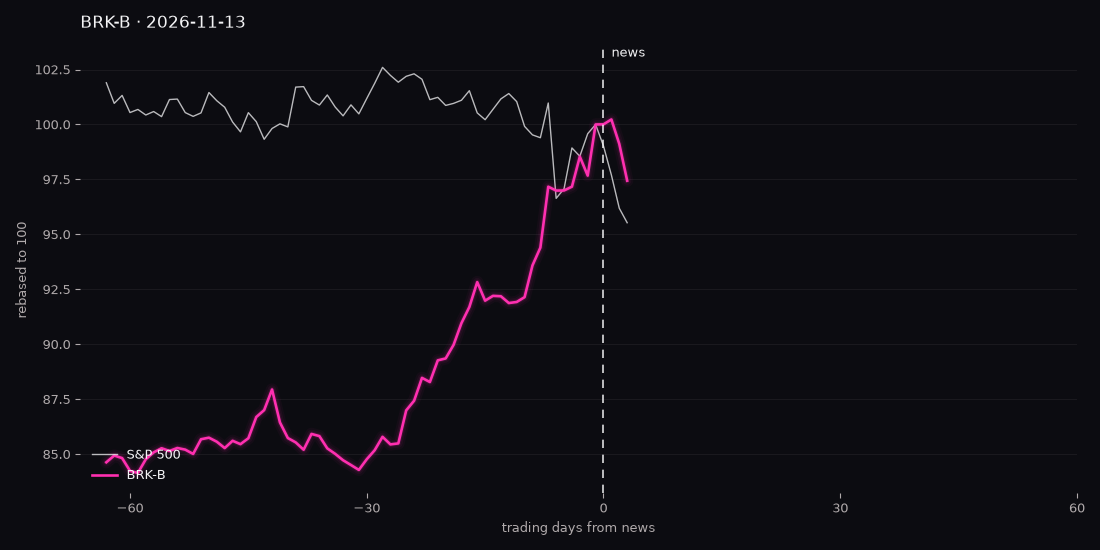 BRK-B · 2026-11-13
news
102.5
100.0
97.5
95.0
92.5
90.0
87.5
85.0
rebased to 100
S&P 500
BRK-B
−60
−30
0
30
60
trading days from news